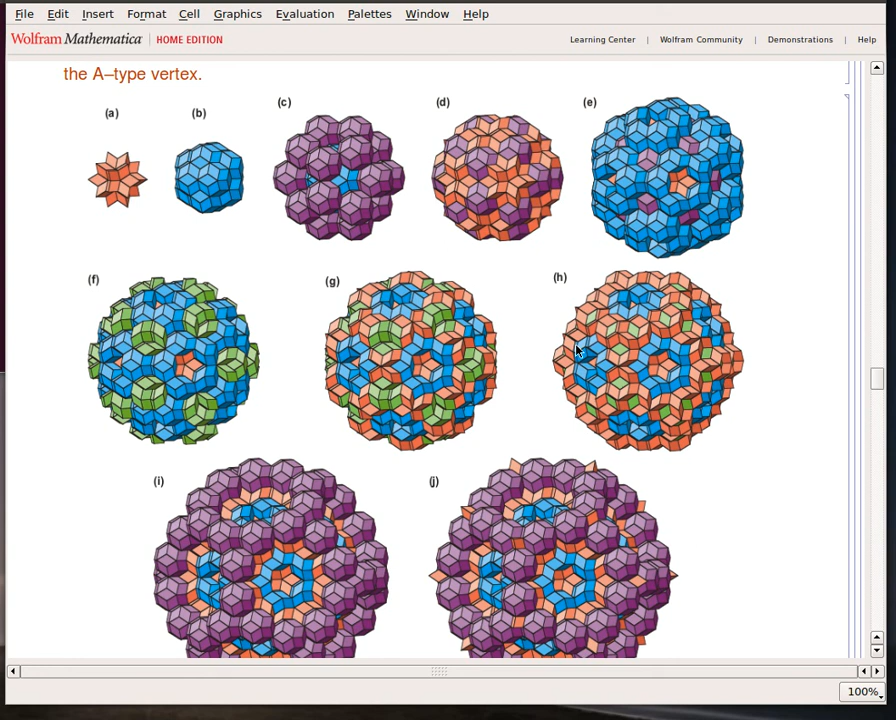 File Edit Insert Format Cell Graphics Evaluation Palettes Window Help
Wolfram Mathematica | HOME EDITION Learning Center | Wolfram Community | Demonstrations | Help
the A–type vertex.
(a) (b) (c) (d) (e)
(f) (g) (h)
(i) (j)
100%